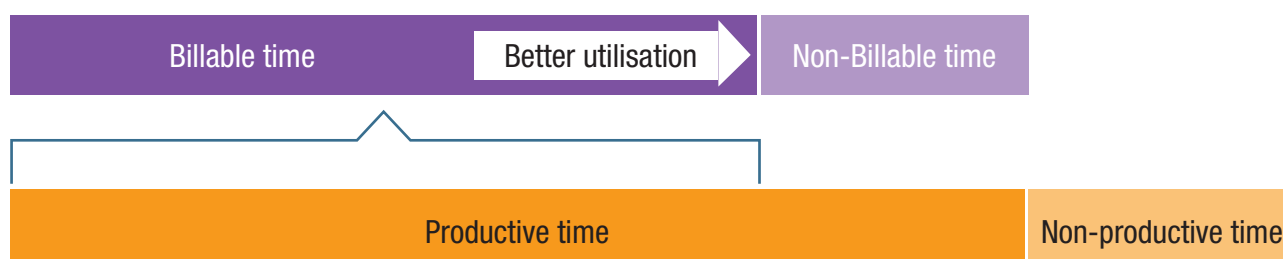 Billable time
Better utilisation
Non-Billable time
Productive time
Non-productive time